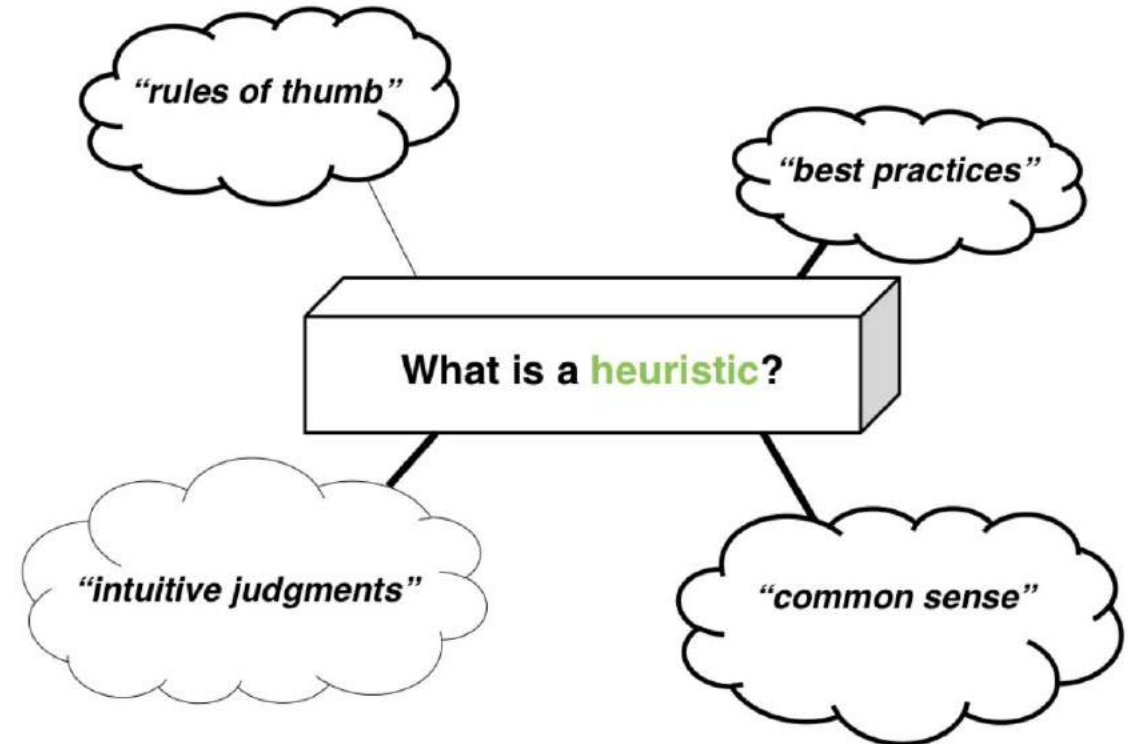 “rules of thumb”
“best practices”
What is a heuristic?
“intuitive judgments”
“common sense”